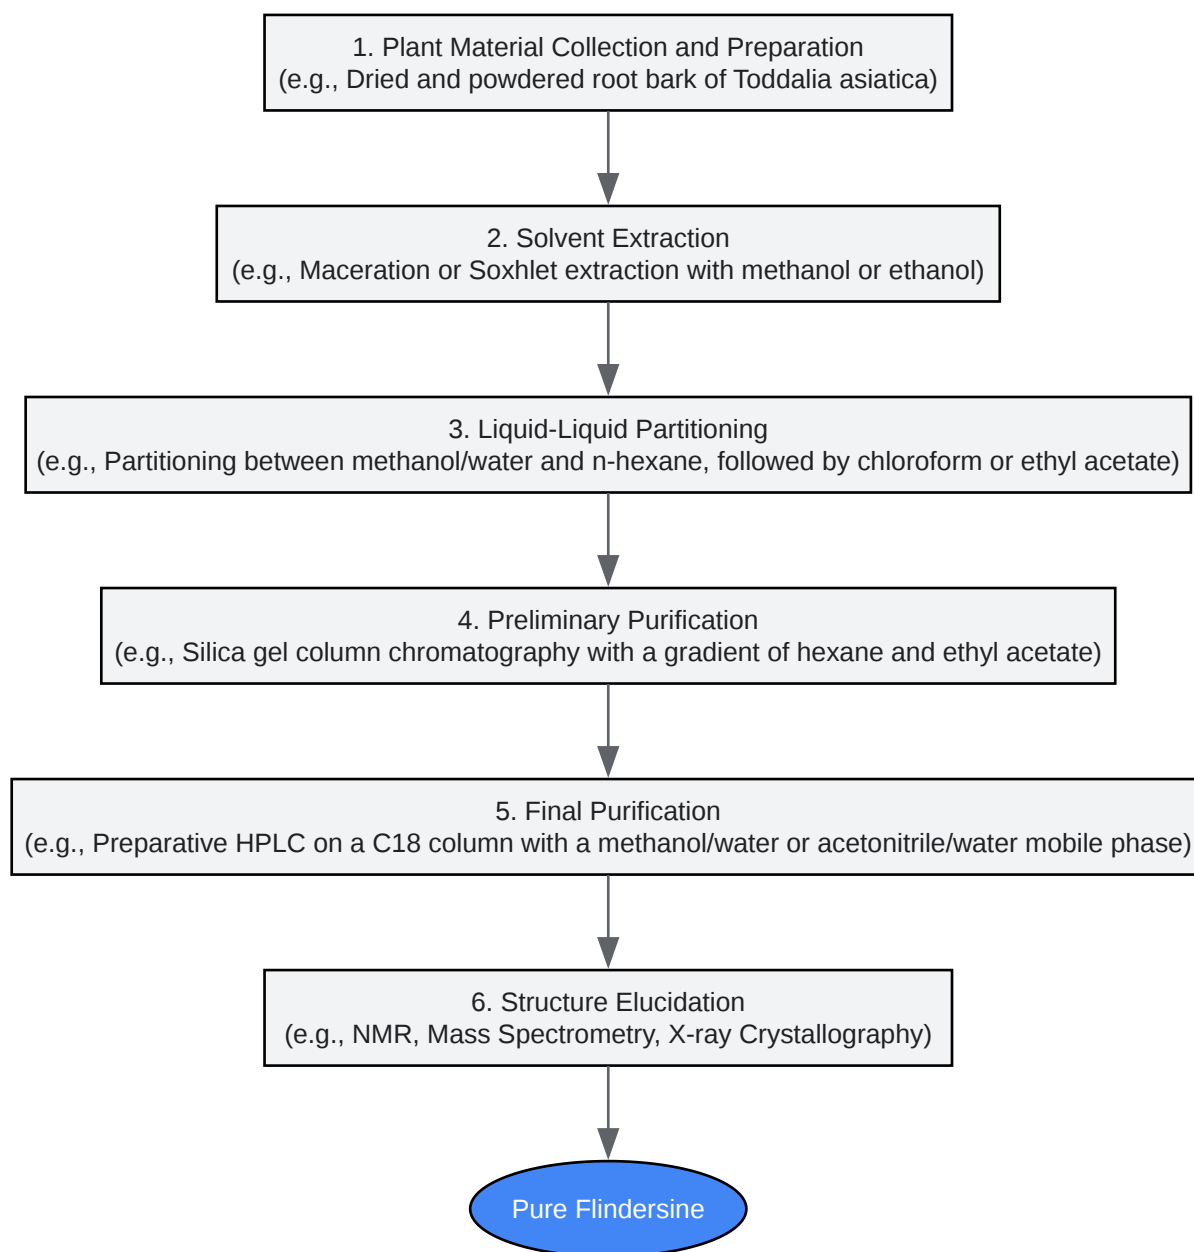 1. Plant Material Collection and Preparation
(e.g., Dried and powdered root bark of Toddalia asiatica)
2. Solvent Extraction
(e.g., Maceration or Soxhlet extraction with methanol or ethanol)
3. Liquid-Liquid Partitioning
(e.g., Partitioning between methanol/water and n-hexane, followed by chloroform or ethyl acetate)
4. Preliminary Purification
(e.g., Silica gel column chromatography with a gradient of hexane and ethyl acetate)
5. Final Purification
(e.g., Preparative HPLC on a C18 column with a methanol/water or acetonitrile/water mobile phase)
6. Structure Elucidation
(e.g., NMR, Mass Spectrometry, X-ray Crystallography)
Pure Flindersine